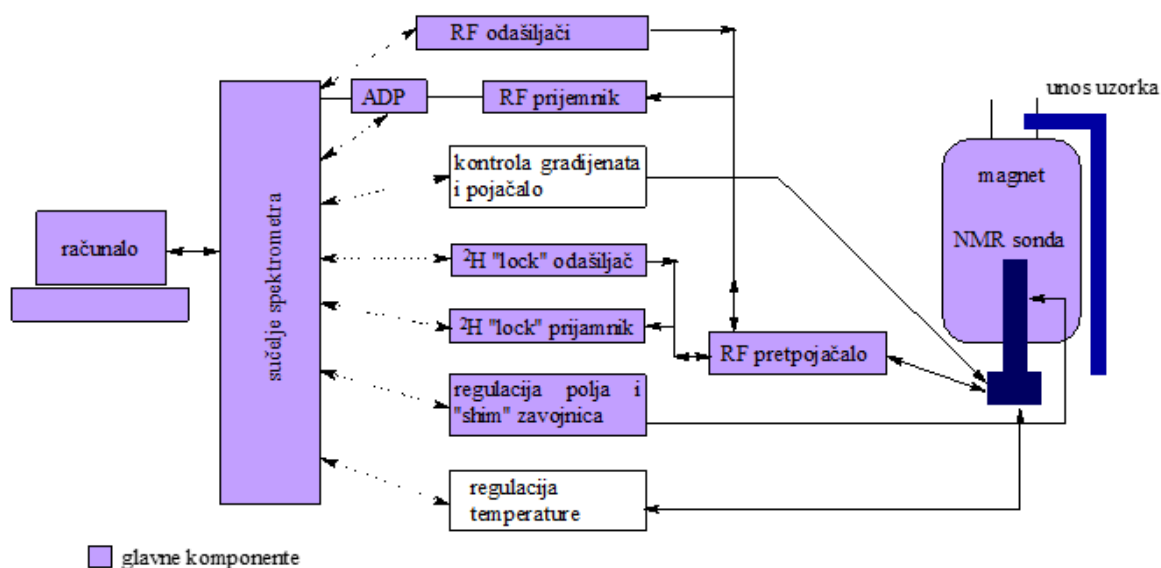 RF odašiljači
ADP
RF prijemnik
unos uzorka
kontrola gradijenata
i pojačalo
magnet
računalo
sučelje spektrometra
²H "lock" odašiljač
NMR sonda
²H "lock" prijamnik
RF pretpojačalo
regulacija polja i
"shim" zavojnica
regulacija
temperature
glavne komponente